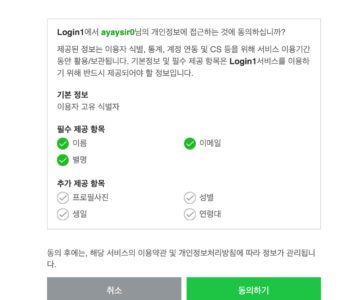 Login1에서 ayaysir0님의 개인정보에 접근하는 것에 동의하십니까?
제공된 정보는 이용자 식별, 통계, 계정 연동 및 CS 등을 위해 서비스 이용기간
동안 활용/보관됩니다. 기본정보 및 필수 제공 항목은 Login1서비스를 이용하
기 위해 반드시 제공되어야 할 정보입니다.
기본 정보
이용자 고유 식별자
필수 제공 항목
이름 이메일
별명
추가 제공 항목
프로필사진 성별
생일 연령대
동의 후에는, 해당 서비스의 이용약관 및 개인정보처리방침에 따라 정보가 관리됩니
다.
취소 동의하기